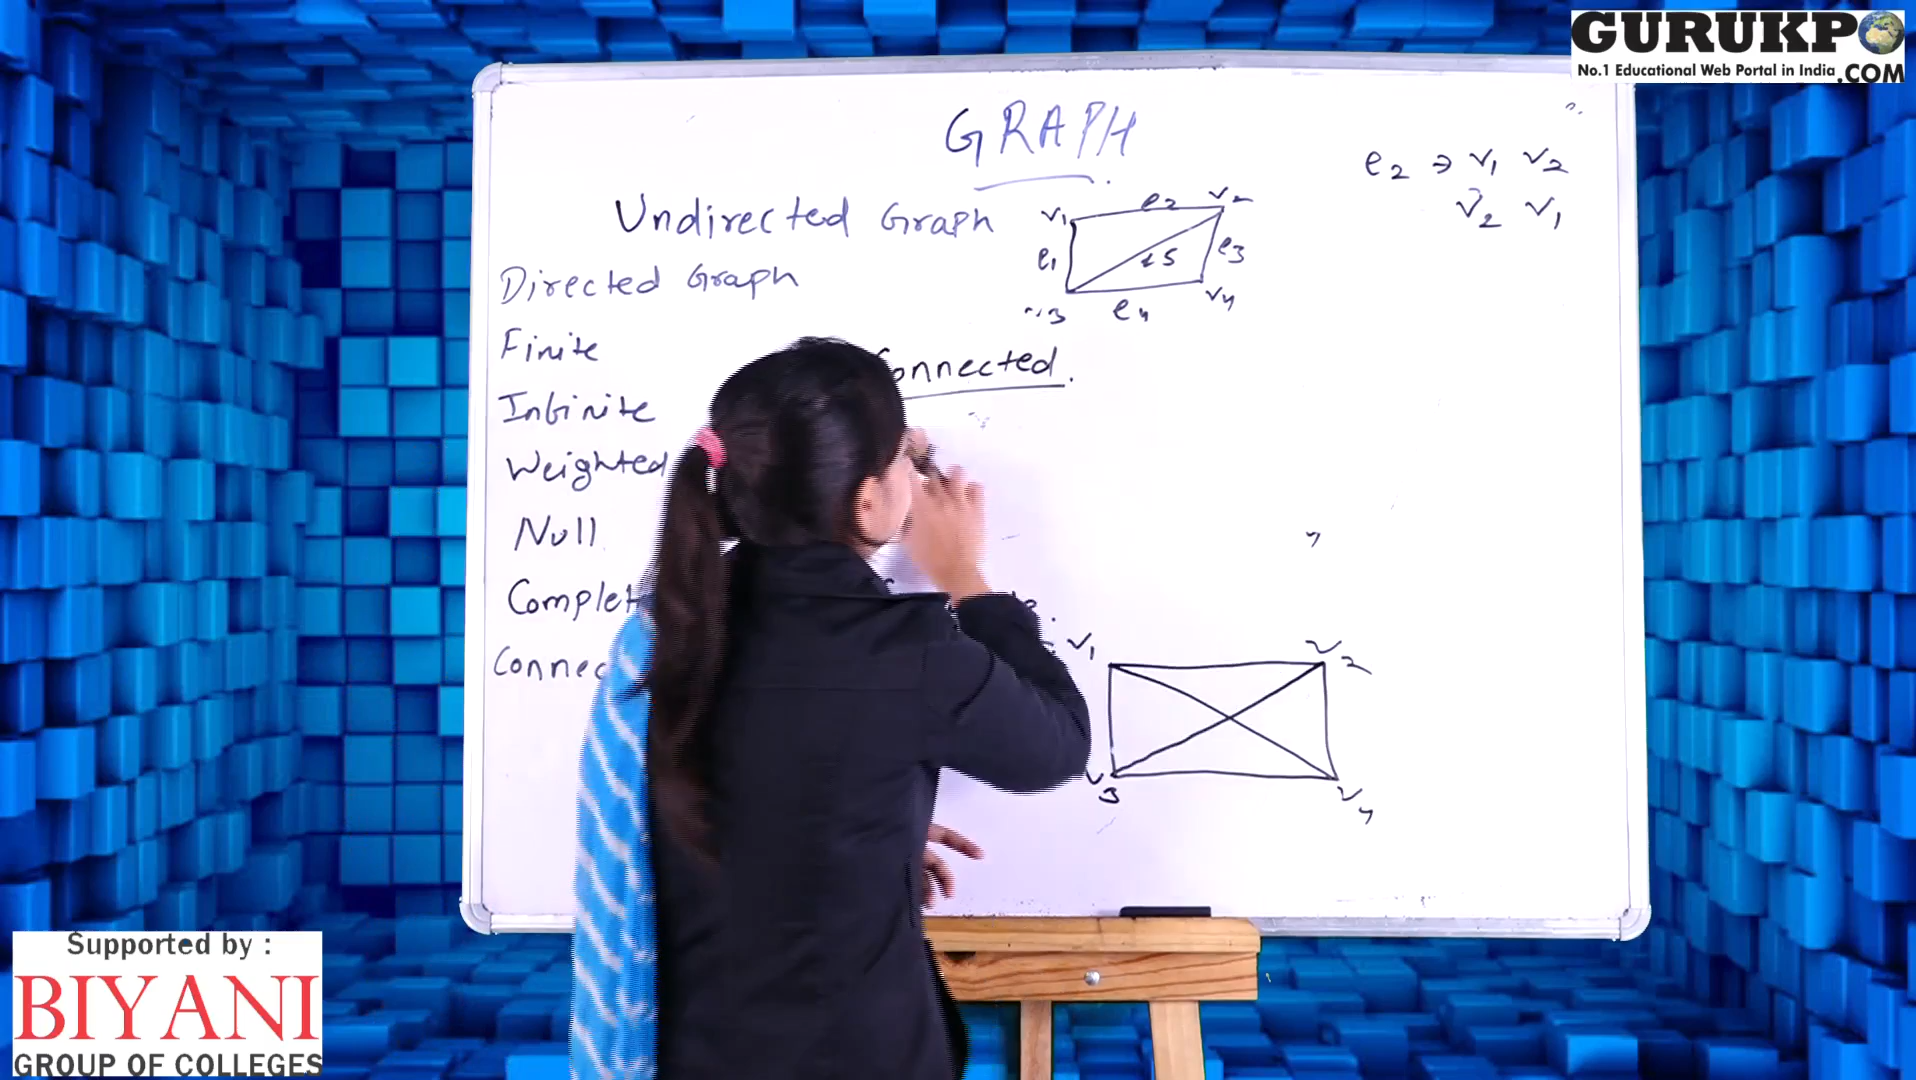 GURUKPO
No.1 Educational Web Portal in India .COM
GRAPH
e2 ⇒ v1 v2
v2 v1
Undirected Graph
v1 e2 v2
e1 e5 e3
v3 e4 v4
Directed Graph
Finite
Infinite
Weighted
Null
Complet
Connec
onnected.
v1 v2
v3 v4
Supported by :
BIYANI
GROUP OF COLLEGES